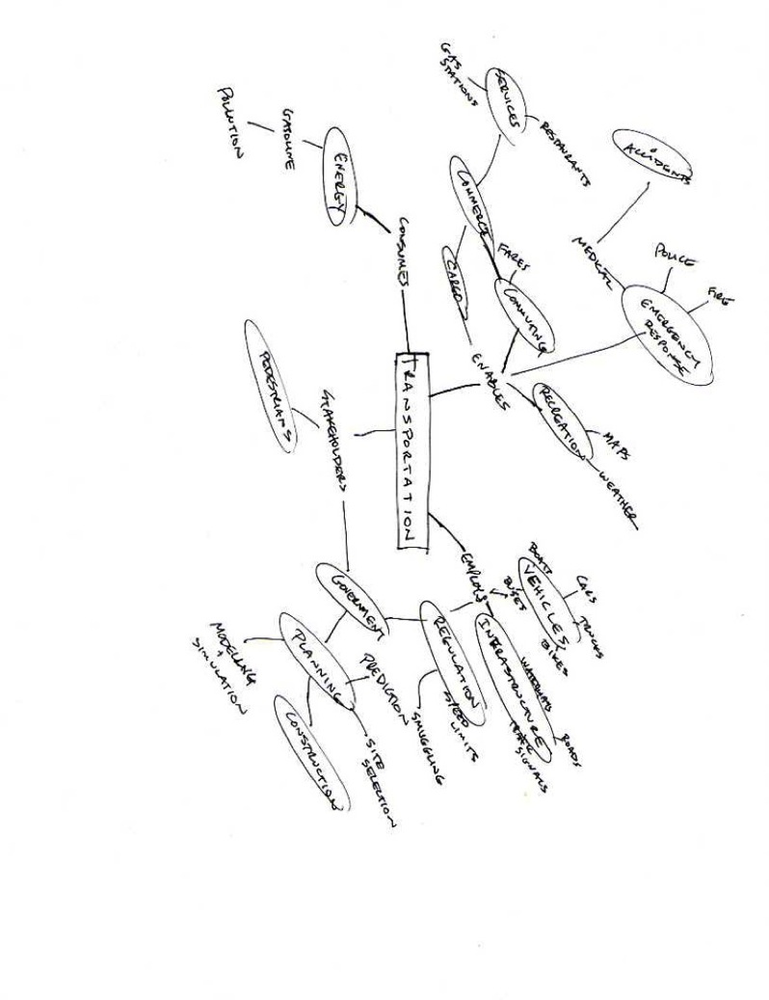 ACCIDENTS
MEDICAL
POLICE
FIRE
EMERGENCY
RESPONSE
SERVICES
GAS
STATIONS
RESTAURANTS
COMMERCE
FARES
CARGO
COMMUTING
ENABLES
RECREATION
MAPS
WEATHER
POLLUTION
GASOLINE
ENERGY
CONSUMES
TRANSPORTATION
EMPLOYS
BOATS
VEHICLES
CARS
TRUCKS
BUSES
BIKES
INFRASTRUCTURE
WATERWAYS
ROADS
SIGNALS
PEDESTRIANS
STAKEHOLDERS
GOVERNMENT
REGULATION
SPEED
LIMITS
SMUGGLING
PLANNING
PREDICTION
SITE
SELECTION
MODELING
+
SIMULATION
CONSTRUCTION